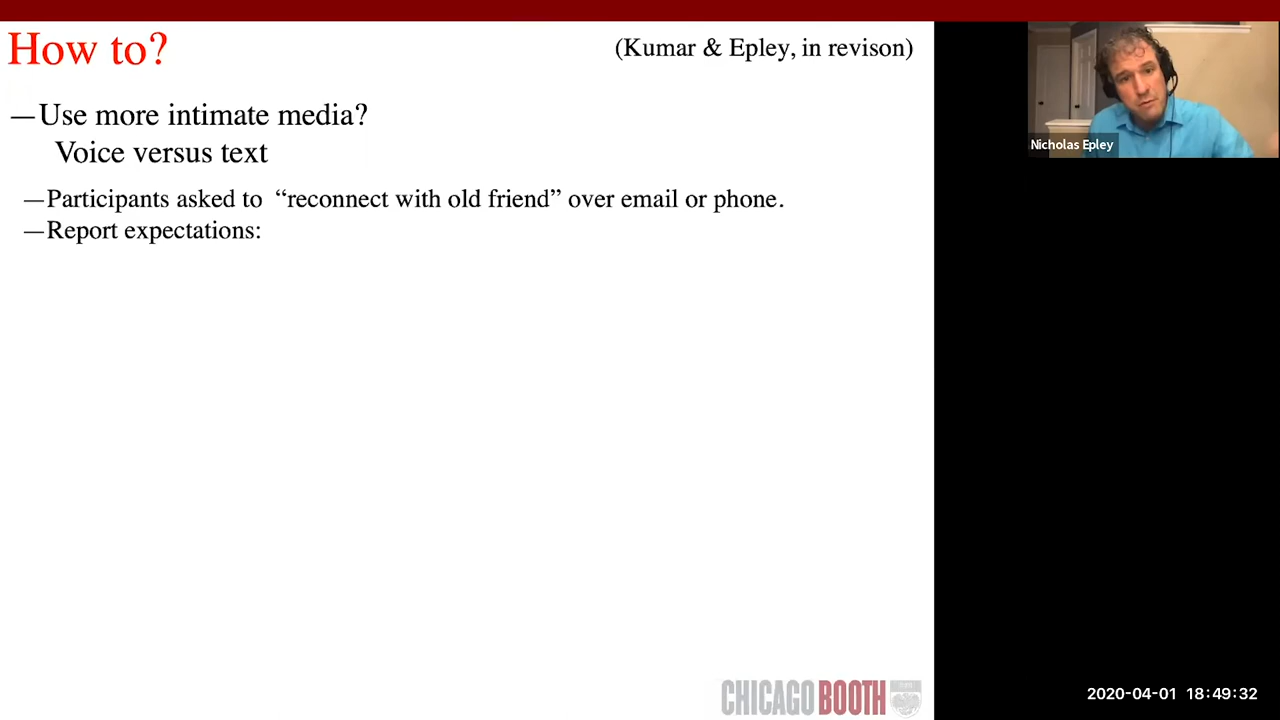 How to?
(Kumar & Epley, in revison)
—Use more intimate media?
Voice versus text
—Participants asked to “reconnect with old friend” over email or phone.
—Report expectations:
Nicholas Epley
CHICAGO BOOTH
2020-04-01 18:49:32